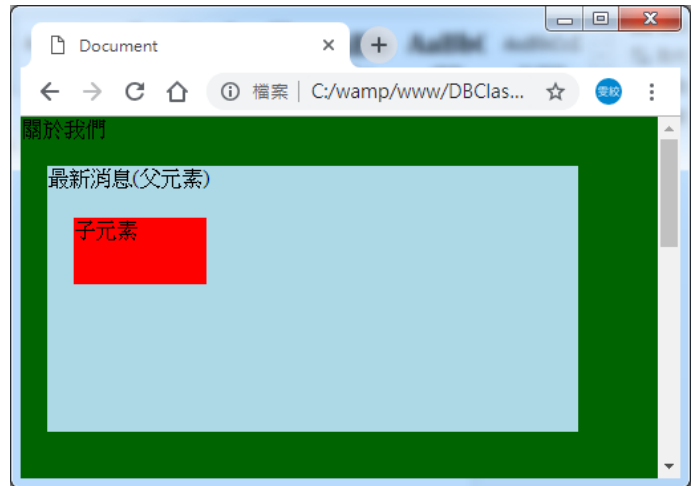 Document
檔案 | C:/wamp/www/DBClas...
雯姣
關於我們
最新消息(父元素)
子元素